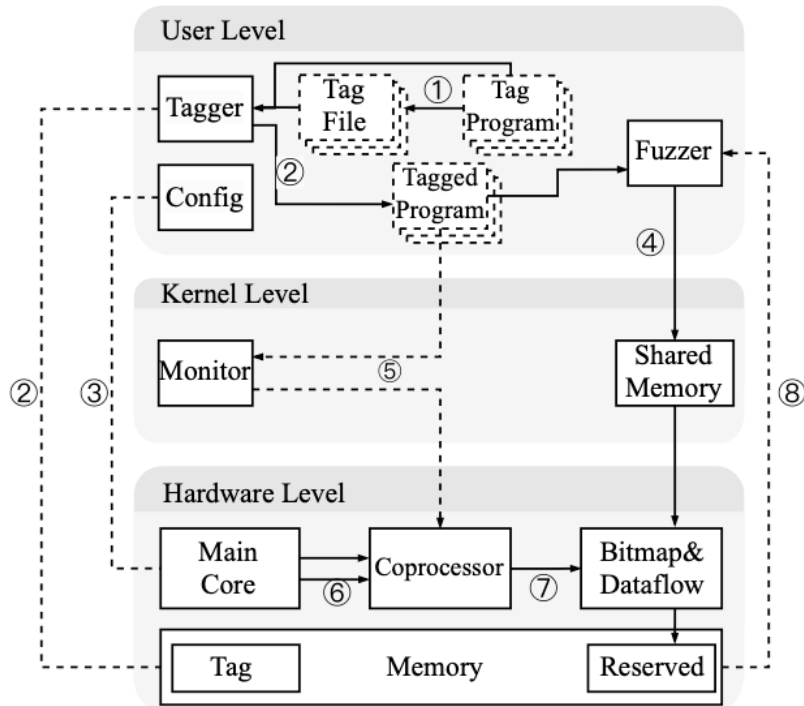 User Level
Tagger
Tag
File
①
Tag
Program
Fuzzer
②
Config
Tagged
Program
④
Kernel Level
Monitor
⑤
Shared
Memory
②
③
⑧
Hardware Level
Main
Core
⑥
Coprocessor
⑦
Bitmap&
Dataflow
Tag
Memory
Reserved